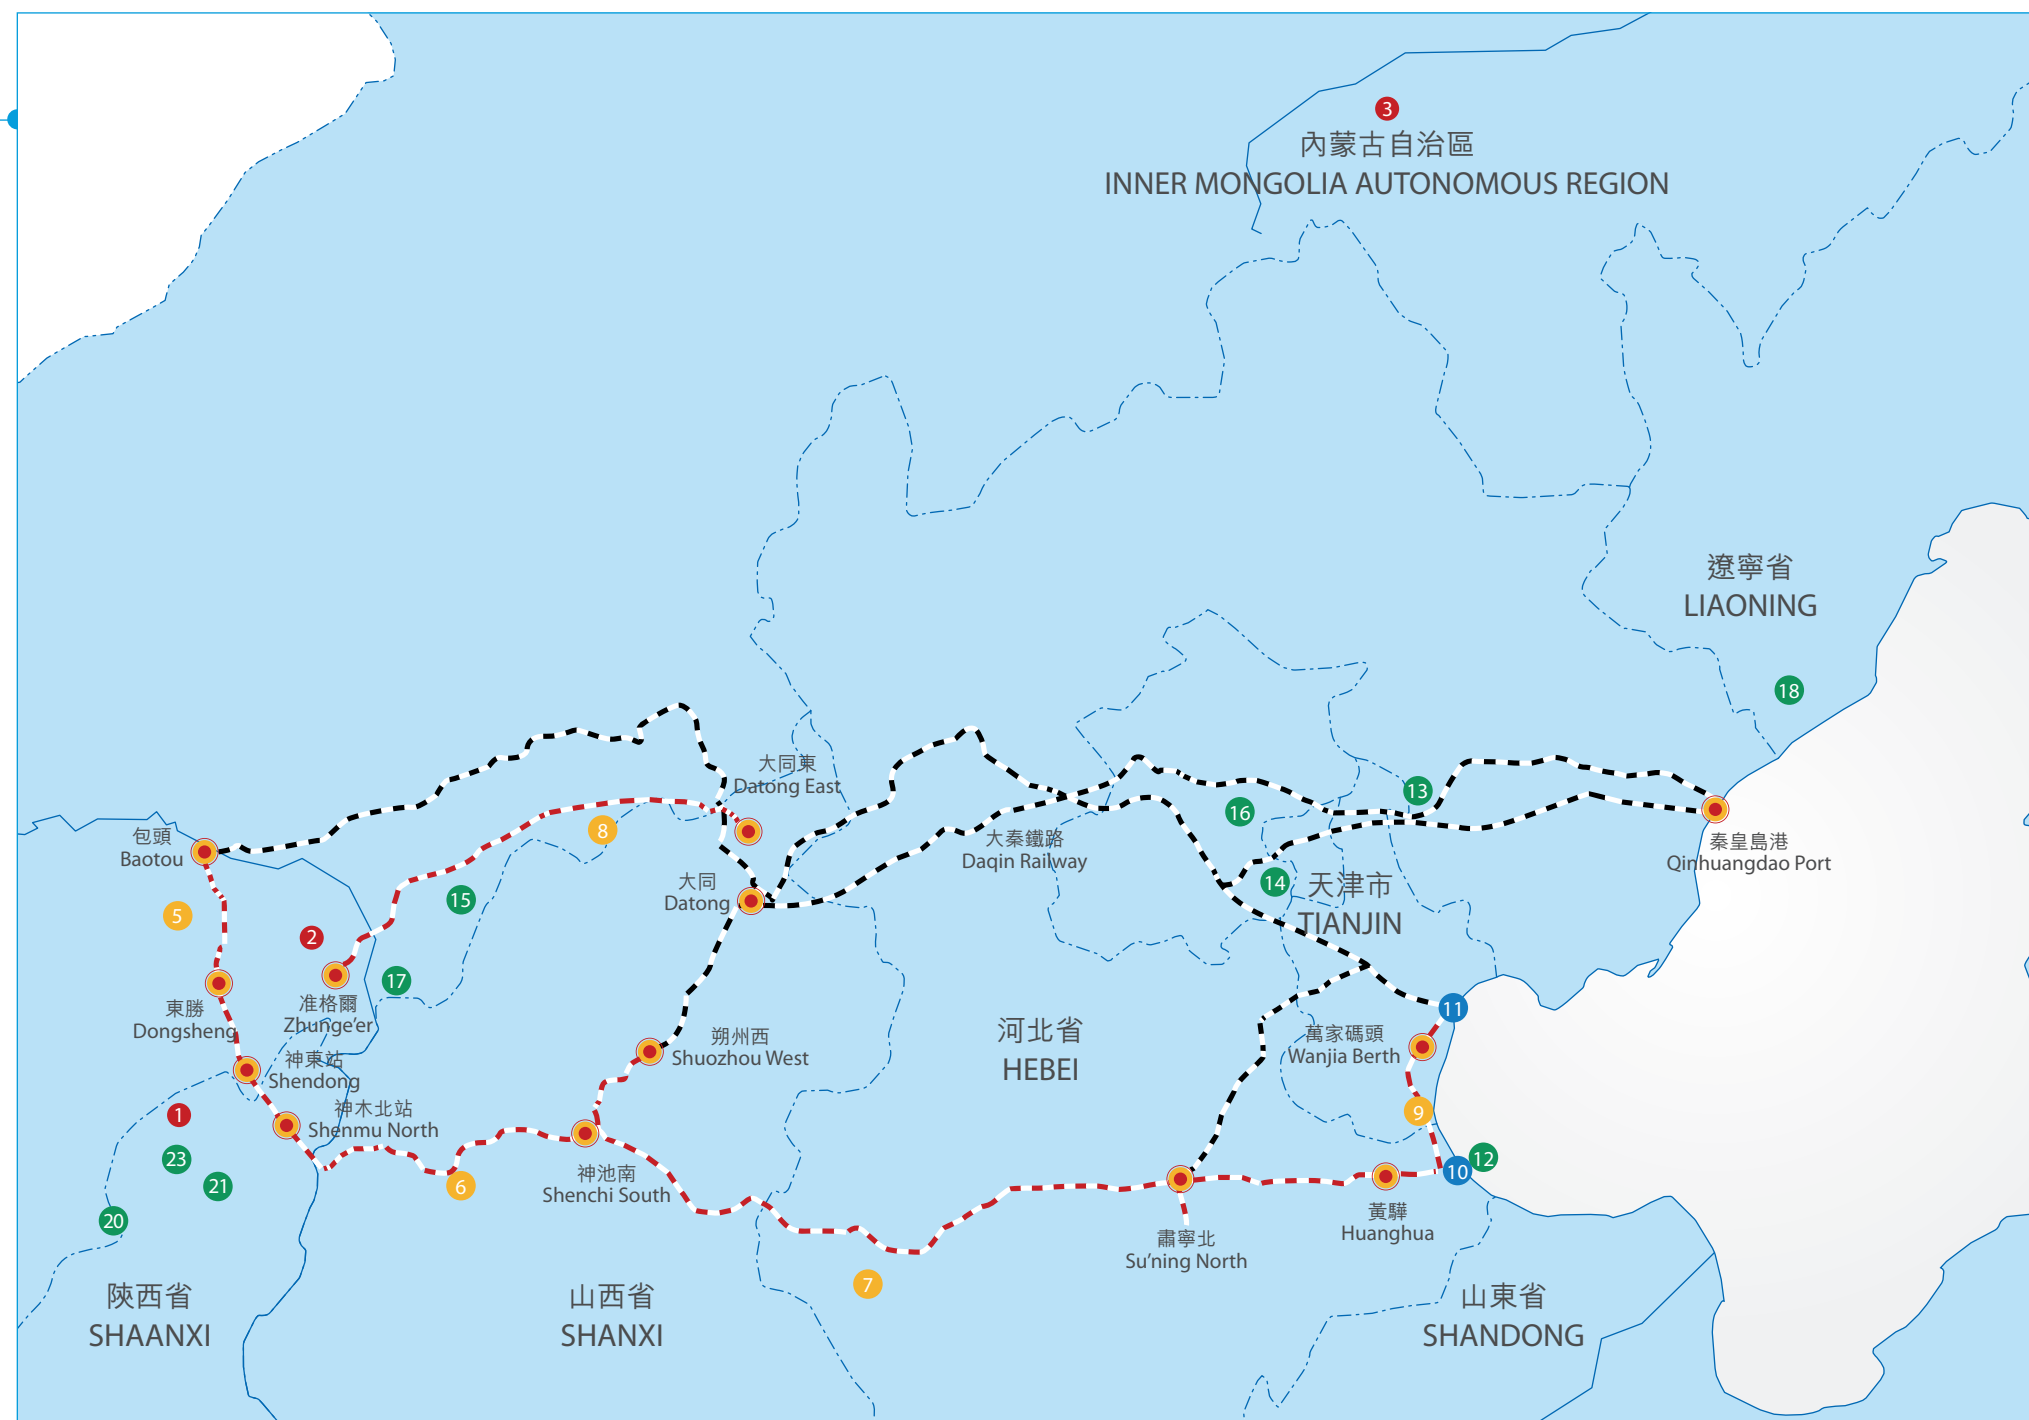 3
內蒙古自治區
INNER MONGOLIA AUTONOMOUS REGION
遼寧省
LIAONING
18
大同東
Datong East
13
16
8
包頭
Baotou
大秦鐵路
Daqin Railway
秦皇島港
Qinhuangdao Port
大同
Datong
14
天津市
TIANJIN
15
5
2
17
東勝
Dongsheng
准格爾
Zhunge'er
11
朔州西
Shuozhou West
河北省
HEBEI
萬家碼頭
Wanjia Berth
神東站
Shendong
1
神木北站
Shenmu North
9
23
21
20
6
神池南
Shenchi South
12
10
黃驊
Huanghua
肅寧北
Su'ning North
7
陝西省
SHAANXI
山西省
SHANXI
山東省
SHANDONG